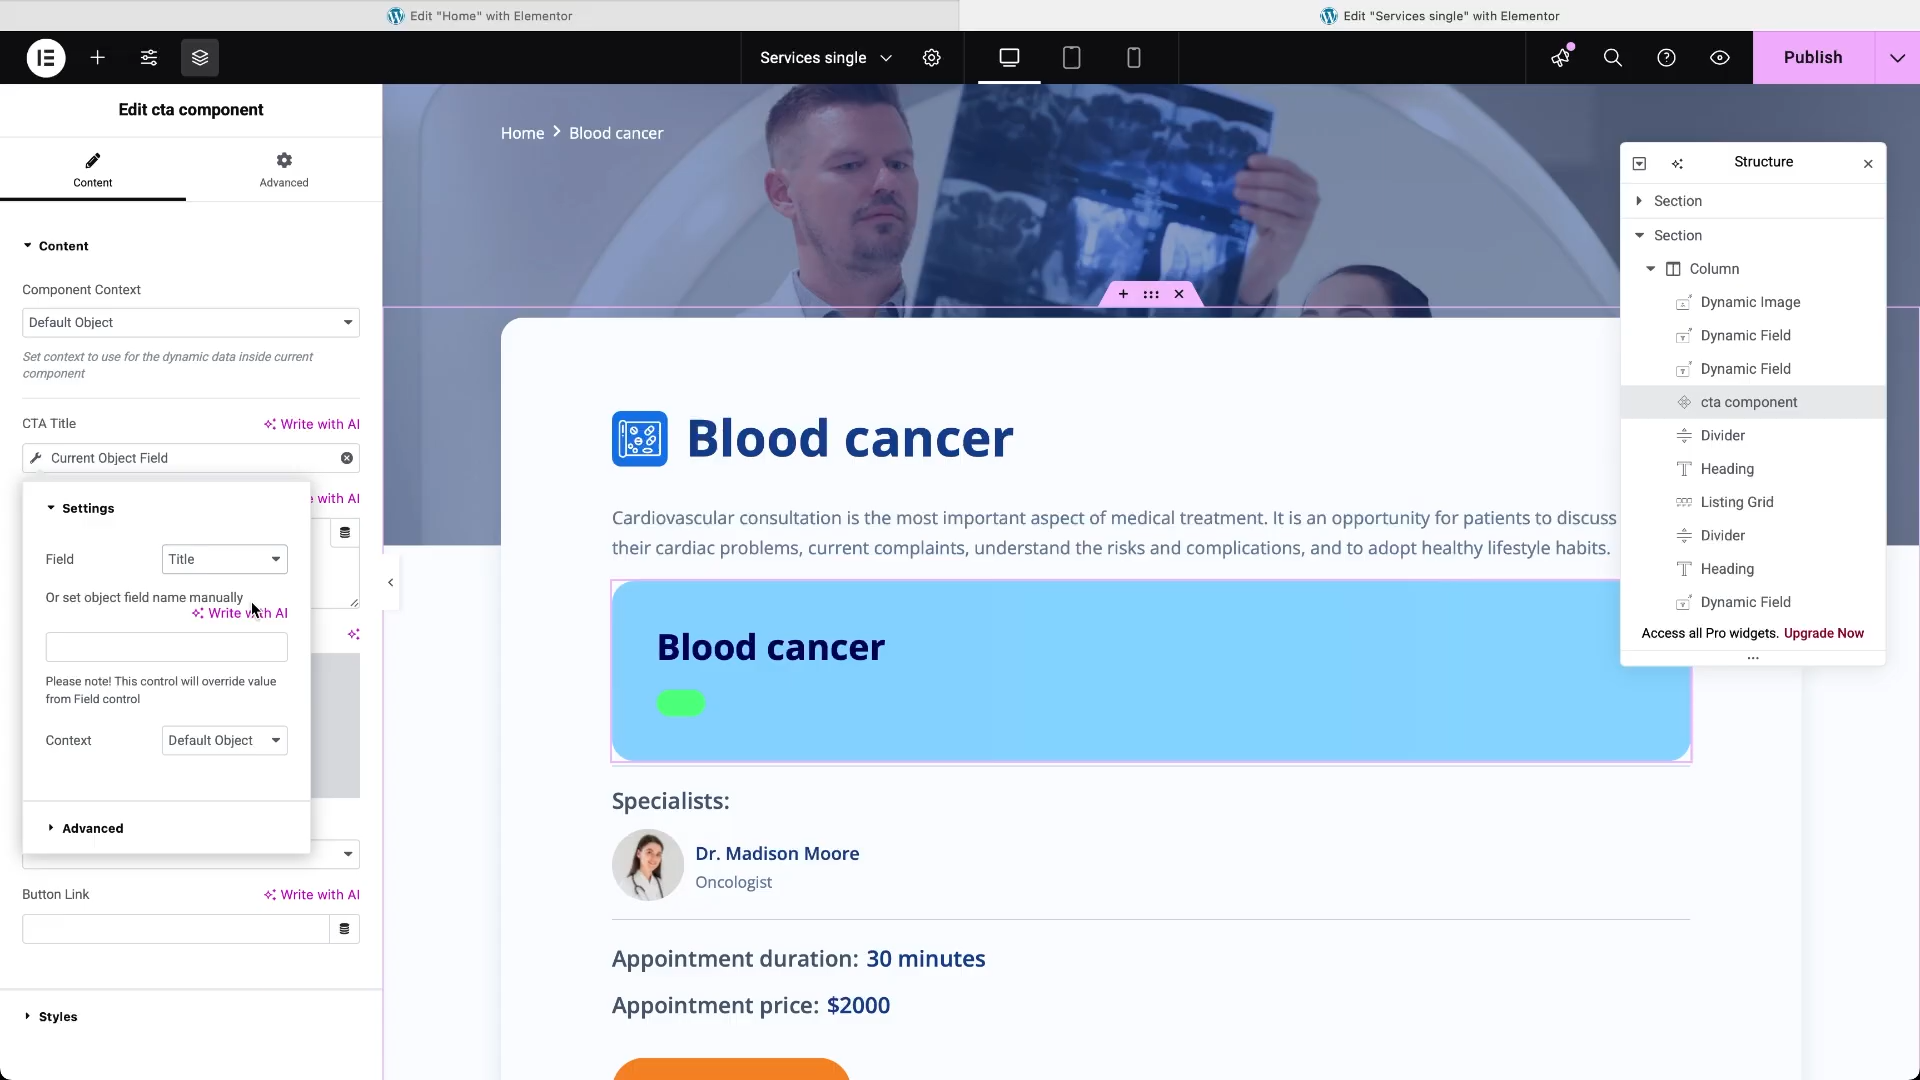 Edit "Home" with Elementor
Edit "Services single" with Elementor
Services single
Publish
Edit cta component
Content
Advanced
Content
Component Context
Default Object
Set context to use for the dynamic data inside current
component
CTA Title
Write with AI
Current Object Field
with AI
Settings
Field
Title
Or set object field name manually
Write with AI
Please note! This control will override value
from Field control
Context
Default Object
Advanced
Button Link
Write with AI
Styles
Home
Blood cancer
Blood cancer
Cardiovascular consultation is the most important aspect of medical treatment. It is an opportunity for patients to discuss
their cardiac problems, current complaints, understand the risks and complications, and to adopt healthy lifestyle habits.
Blood cancer
Specialists:
Dr. Madison Moore
Oncologist
Appointment duration: 30 minutes
Appointment price: $2000
Structure
Section
Section
Column
Dynamic Image
Dynamic Field
Dynamic Field
cta component
Divider
Heading
Listing Grid
Divider
Heading
Dynamic Field
Access all Pro widgets. Upgrade Now